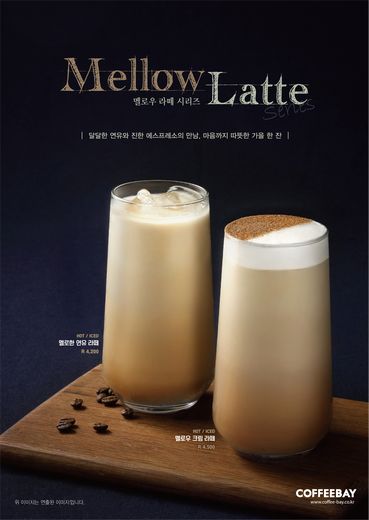 Mellow
멜로우 라떼 시리즈
Latte
Series
| 달달한 연유와 진한 에스프레소의 만남, 마음까지 따뜻한 가을 한 잔 |
HOT / ICED
멜로한 연유 라떼
R 4,200
HOT / ICED
멜로우 크림 라떼
R 4,500
COFFEEBAY
www.coffee-bay.co.kr
위 이미지는 연출된 이미지입니다.